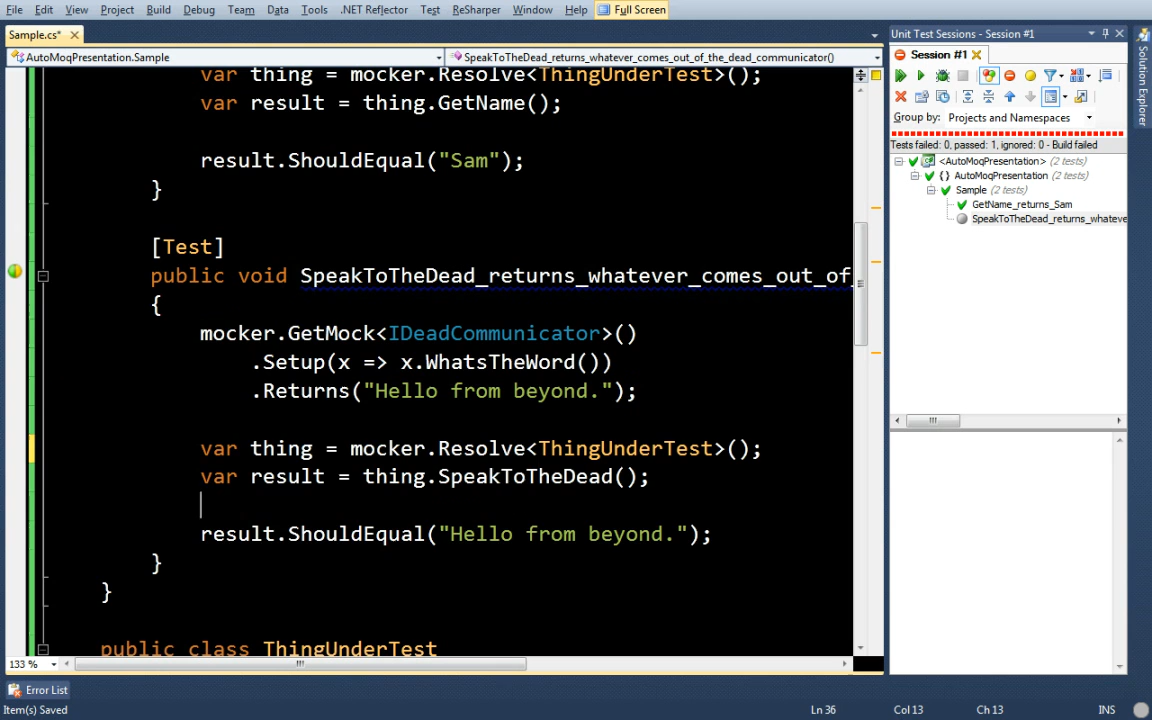 File Edit View Project Build Debug Team Data Tools .NET Reflector Test ReSharper Window Help Full Screen
Sample.cs*
AutoMoqPresentation.Sample SpeakToTheDead_returns_whatever_comes_out_of_the_dead_communicator()
var thing = mocker.Resolve<ThingUnderTest>();
var result = thing.GetName();
result.ShouldEqual("Sam");
}
[Test]
public void SpeakToTheDead_returns_whatever_comes_out_of_
{
mocker.GetMock<IDeadCommunicator>()
.Setup(x => x.WhatsTheWord())
.Returns("Hello from beyond.");
var thing = mocker.Resolve<ThingUnderTest>();
var result = thing.SpeakToTheDead();
result.ShouldEqual("Hello from beyond.");
}
}
public class ThingUnderTest
133 %
Unit Test Sessions - Session #1
Session #1
Group by: Projects and Namespaces
Tests failed: 0, passed: 1, ignored: 0 - Build failed
<AutoMoqPresentation> (2 tests)
{ } AutoMoqPresentation (2 tests)
Sample (2 tests)
GetName_returns_Sam
SpeakToTheDead_returns_whateve
Solution Explorer
Error List
Item(s) Saved Ln 36 Col 13 Ch 13 INS